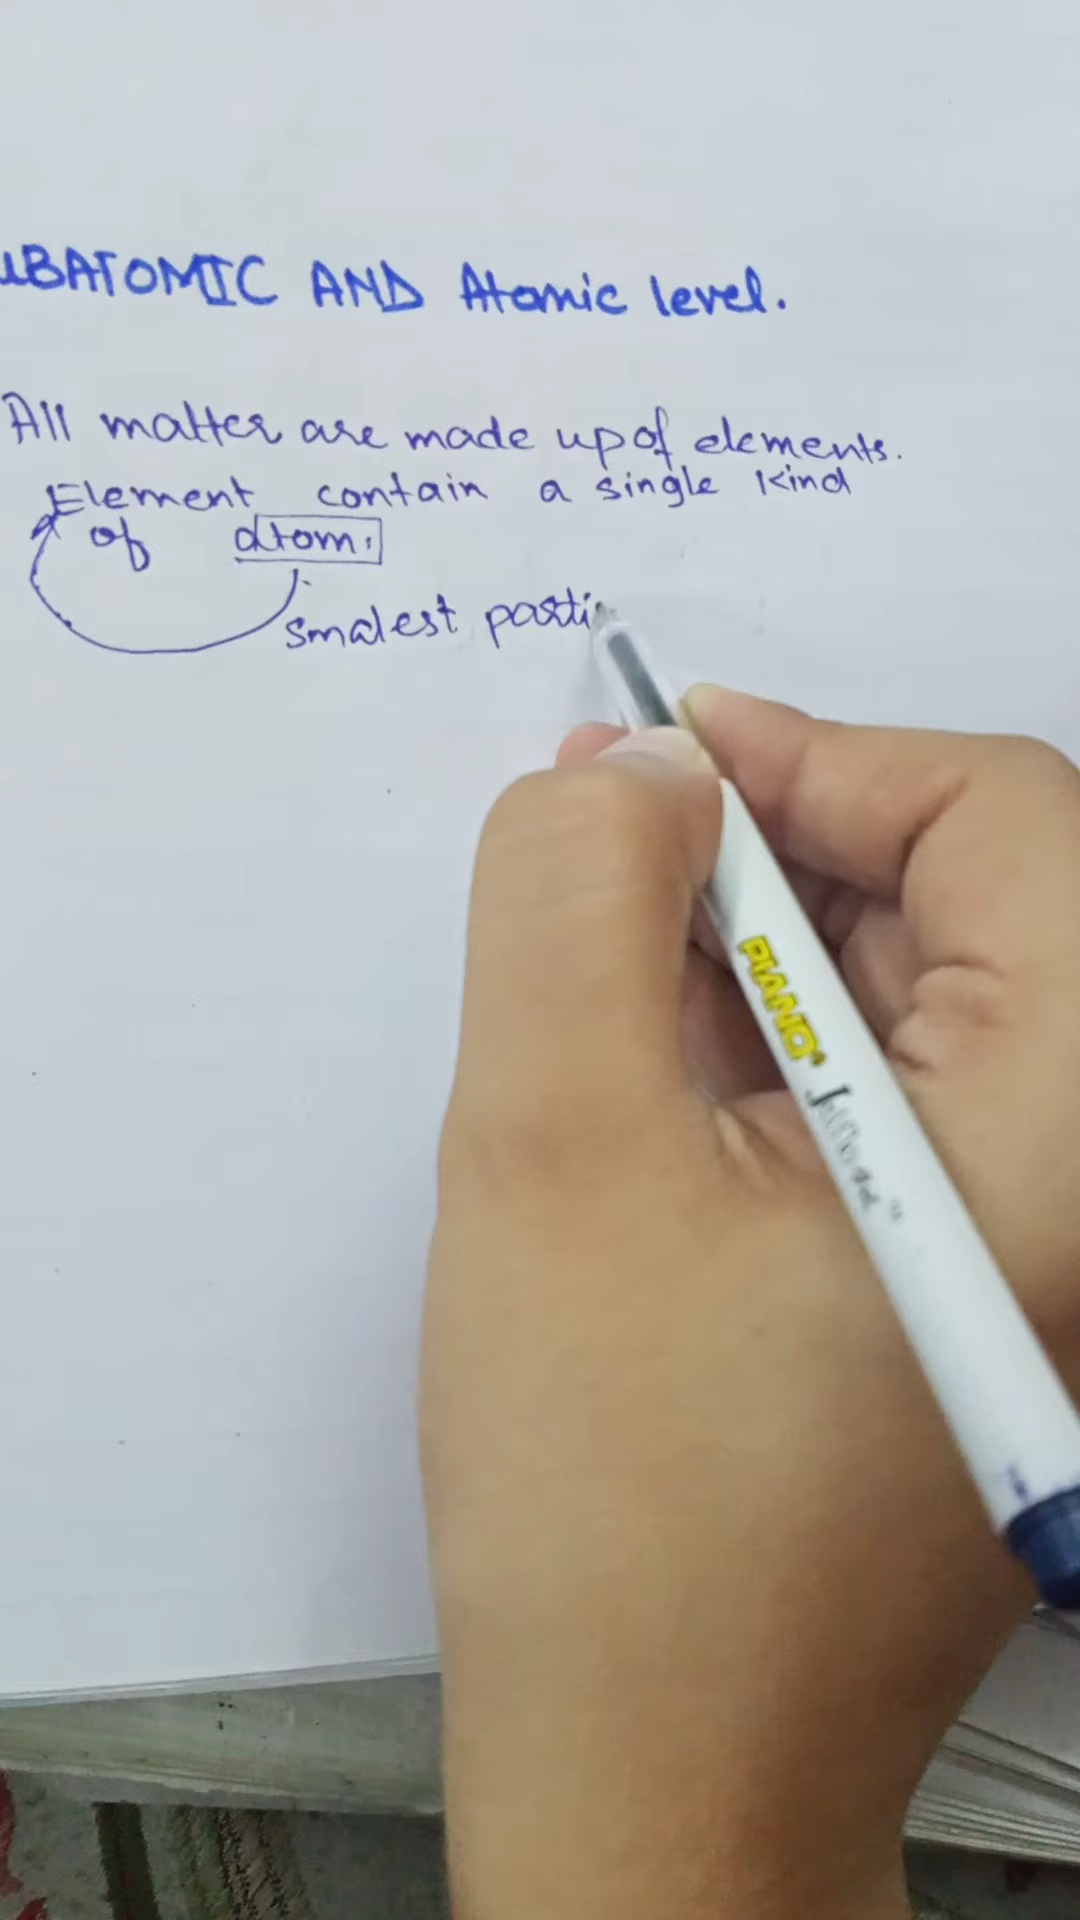 uBATOMIC AND Atomic level.
All matter are made up of elements.
Element contain a single kind
of atom.
smalest parti
PIANO